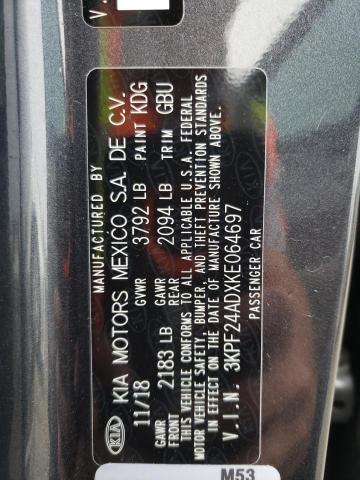 MANUFACTURED BY
KIA KIA MOTORS MEXICO S.A. DE C.V.
11/18 GVWR 3792 LB PAINT KDG
GAWR FRONT 2183 LB GAWR REAR 2094 LB TRIM GBU
THIS VEHICLE CONFORMS TO ALL APPLICABLE U.S.A. FEDERAL
MOTOR VEHICLE SAFETY, BUMPER, AND THEFT PREVENTION STANDARDS
IN EFFECT ON THE DATE OF MANUFACTURE SHOWN ABOVE.
V.I.N. 3KPF24ADXKE064697
PASSENGER CAR
M53
V.